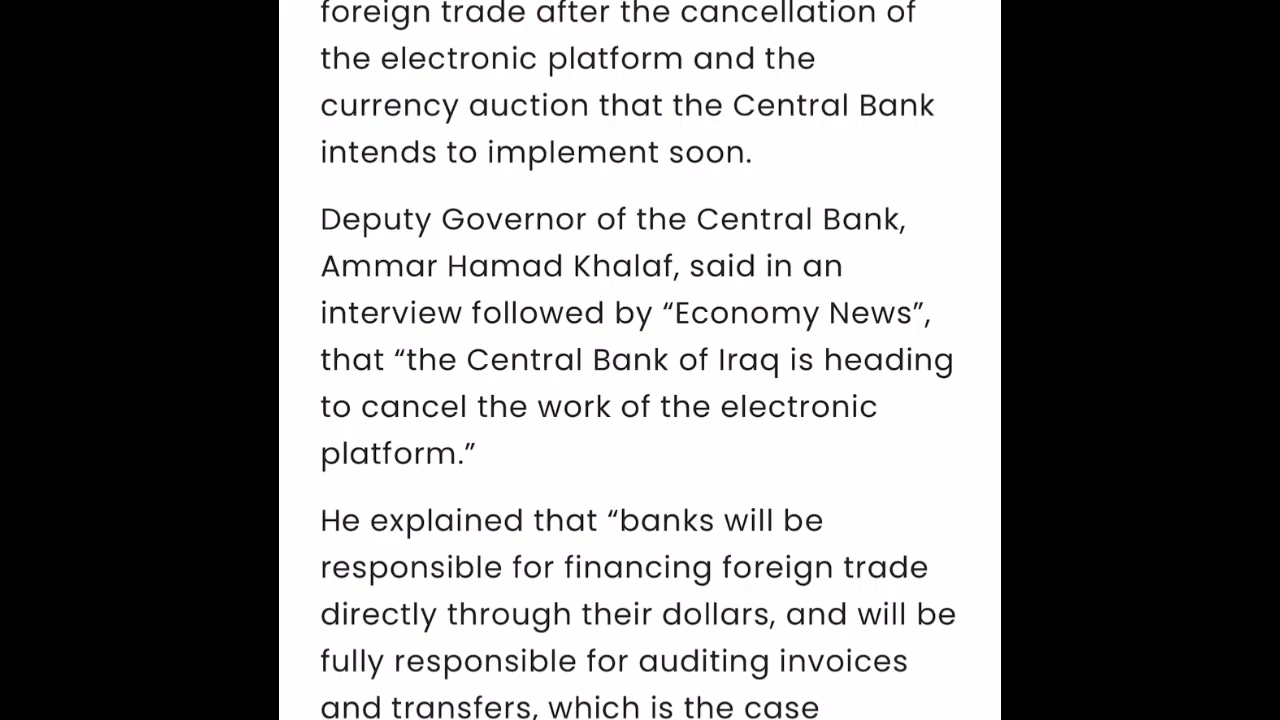 foreign trade after the cancellation of
the electronic platform and the
currency auction that the Central Bank
intends to implement soon.
Deputy Governor of the Central Bank,
Ammar Hamad Khalaf, said in an
interview followed by “Economy News”,
that “the Central Bank of Iraq is heading
to cancel the work of the electronic
platform.”
He explained that “banks will be
responsible for financing foreign trade
directly through their dollars, and will be
fully responsible for auditing invoices
and transfers, which is the case